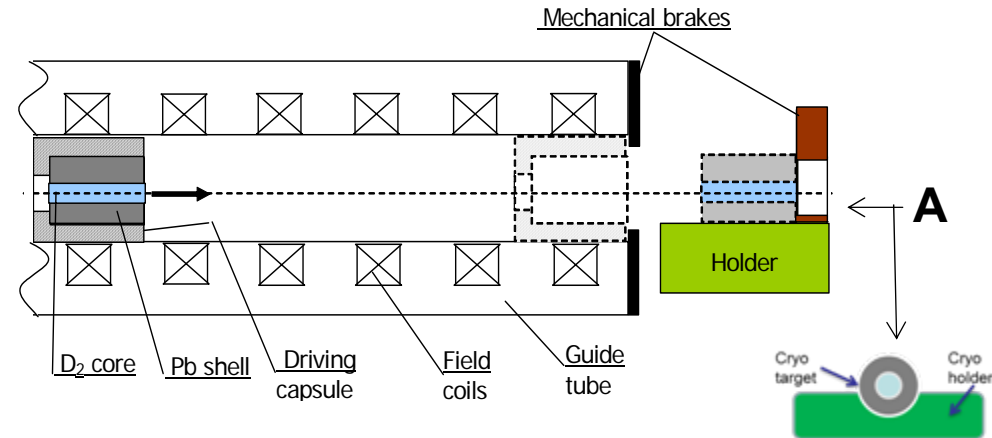 Mechanical brakes
A
Holder
D2 core
Pb shell
Driving
capsule
Field
coils
Guide
tube
Cryo
target
Cryo
holder